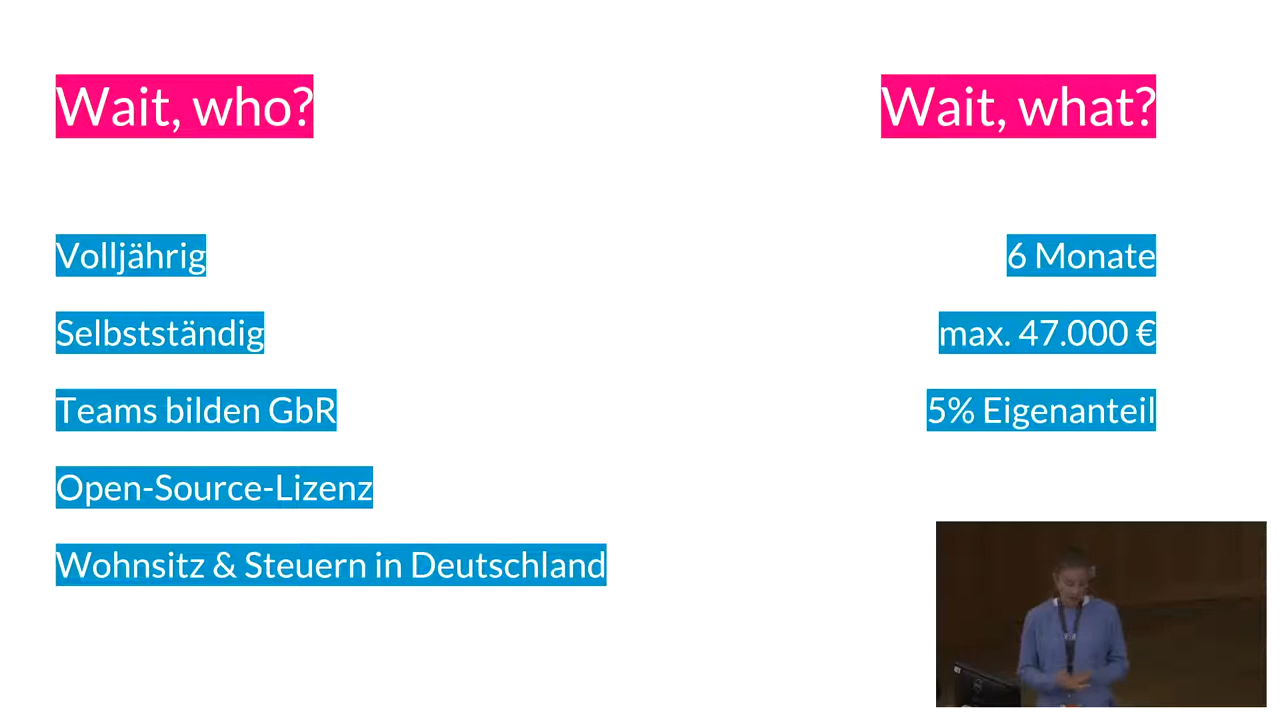 Wait, who?
Volljährig
Selbstständig
Teams bilden GbR
Open-Source-Lizenz
Wohnsitz & Steuern in Deutschland
Wait, what?
6 Monate
max. 47.000 €
5% Eigenanteil